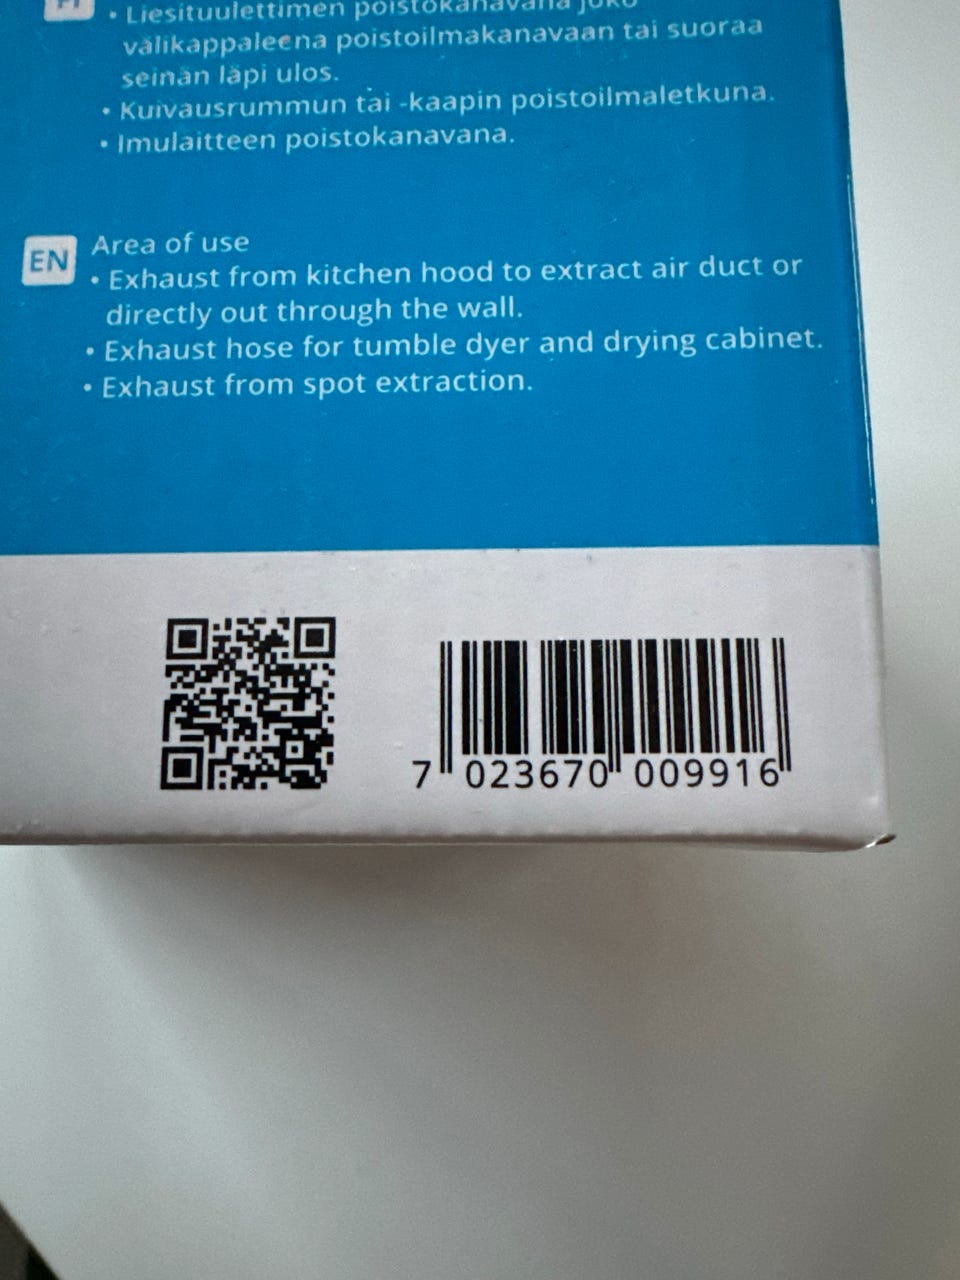 FI
• Liesituulettimen poistokanavana joko
välikappaleena poistoilmakanavaan tai suoraa
seinän läpi ulos.
• Kuivausrummun tai -kaapin poistoilmaletkuna.
• Imulaitteen poistokanavana.
EN
Area of use
• Exhaust from kitchen hood to extract air duct or
directly out through the wall.
• Exhaust hose for tumble dyer and drying cabinet.
• Exhaust from spot extraction.
7 023670 009916